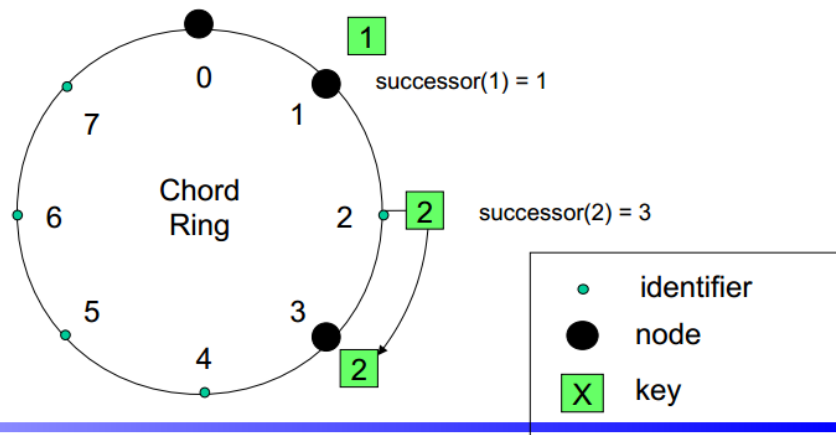 1
0
successor(1) = 1
1
7
Chord
Ring
6
2
2
successor(2) = 3
identifier
5
3
node
4
2
X
key